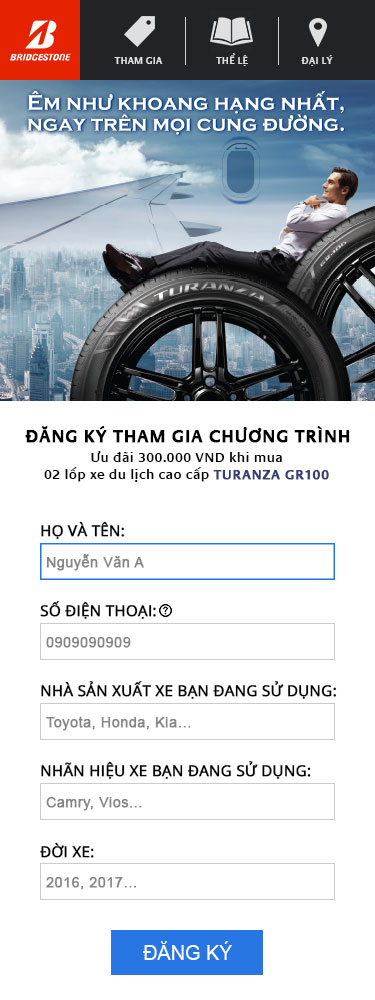 BRIDGESTONE
THAM GIA
THỂ LỆ
ĐẠI LÝ
ÊM NHƯ KHOANG HẠNG NHẤT,
NGAY TRÊN MỌI CUNG ĐƯỜNG.
TURANZA
GR100
ĐĂNG KÝ THAM GIA CHƯƠNG TRÌNH
Ưu đãi 300.000 VND khi mua
02 lốp xe du lịch cao cấp TURANZA GR100
HỌ VÀ TÊN:
Nguyễn Văn A
SỐ ĐIỆN THOẠI:?
0909090909
NHÀ SẢN XUẤT XE BẠN ĐANG SỬ DỤNG:
Toyota, Honda, Kia...
NHÃN HIỆU XE BẠN ĐANG SỬ DỤNG:
Camry, Vios...
ĐỜI XE:
2016, 2017...
ĐĂNG KÝ